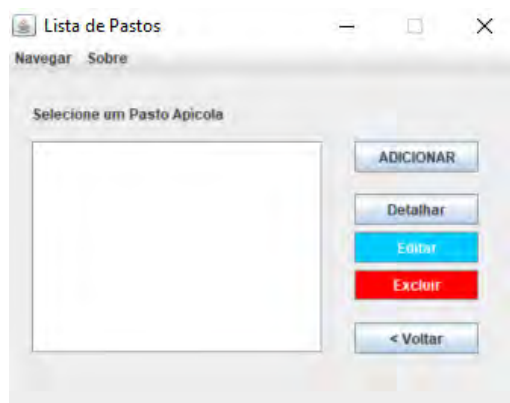 Lista de Pastos
Navegar Sobre
Selecione um Pasto Apicola
ADICIONAR
Detalhar
Editar
Excluir
< Voltar